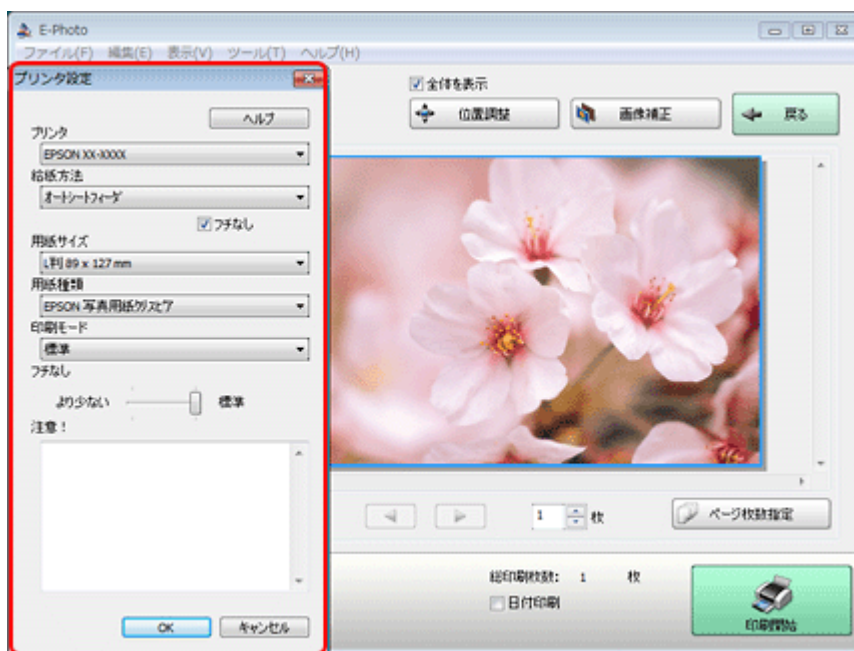 E-Photo
ファイル(F) 編集(E) 表示(V) ツール(T) ヘルプ(H)
プリンタ設定
ヘルプ
プリンタ
EPSON XX-XXXX
給紙方法
オートシートフィーダ
フチなし
用紙サイズ
L判 89 x 127 mm
用紙種類
EPSON 写真用紙クリスピア
印刷モード
標準
フチなし
より少ない 標準
注意!
OK キャンセル
全体を表示
位置調整 画像補正 戻る
1 枚 ページ枚数指定
総印刷枚数: 1 枚
日付印刷
印刷開始